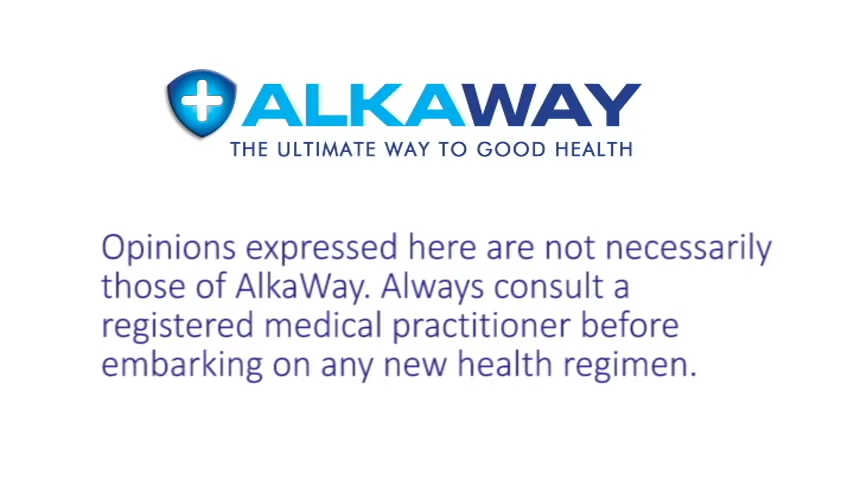 ALKAWAY
THE ULTIMATE WAY TO GOOD HEALTH
Opinions expressed here are not necessarily
those of AlkaWay. Always consult a
registered medical practitioner before
embarking on any new health regimen.